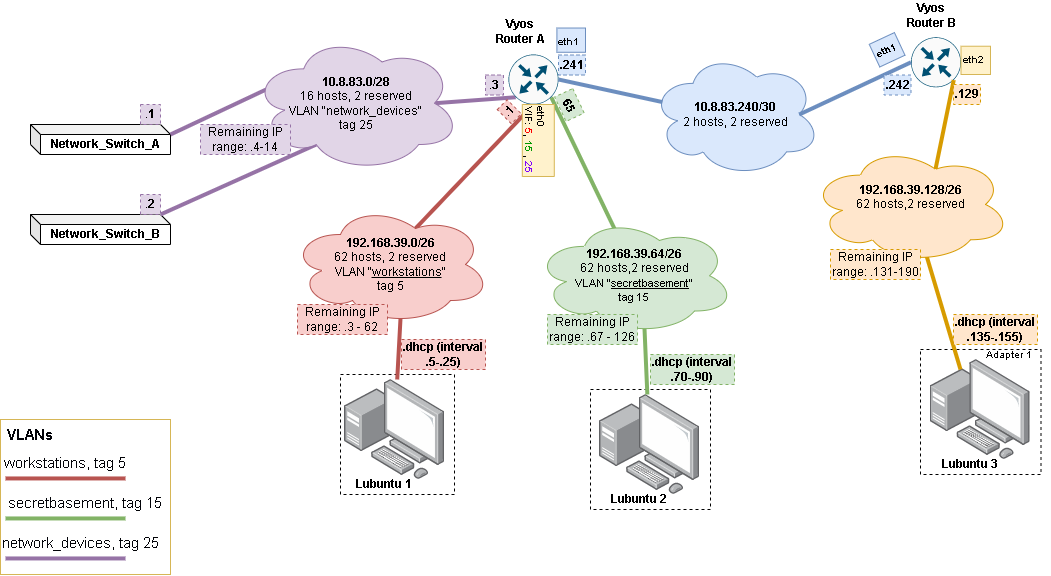 Vyos
Router A
eth1
.241
Vyos
Router B
eth1
.242
eth2
.129
10.8.83.0/28
16 hosts, 2 reserved
VLAN "network_devices"
tag 25
.3
.1
65
eth0
VIF: 5, 15 , 25
10.8.83.240/30
2 hosts, 2 reserved
.1
Network_Switch_A
Remaining IP
range: .4-14
.2
Network_Switch_B
192.168.39.128/26
62 hosts,2 reserved
Remaining IP
range: .131-190
192.168.39.0/26
62 hosts, 2 reserved
VLAN "workstations"
tag 5
Remaining IP
range: .3 - 62
192.168.39.64/26
62 hosts,2 reserved
VLAN "secretbasement"
tag 15
Remaining IP
range: .67 - 126
.dhcp (interval
.5-.25)
.dhcp (interval
.70-.90)
.dhcp (interval
.135-.155)
Adapter 1
Lubuntu 1
Lubuntu 2
Lubuntu 3
VLANs
workstations, tag 5
secretbasement, tag 15
network_devices, tag 25